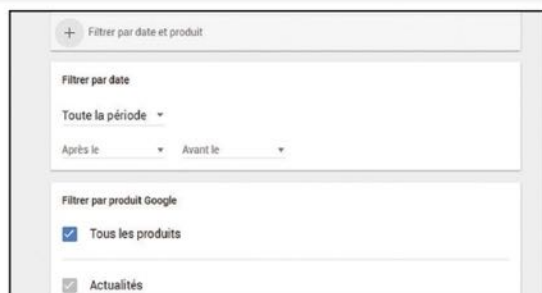 Filtrer par date et produit
Filtrer par date
Toute la période
Après le Avant le
Filtrer par produit Google
Tous les produits
Actualités